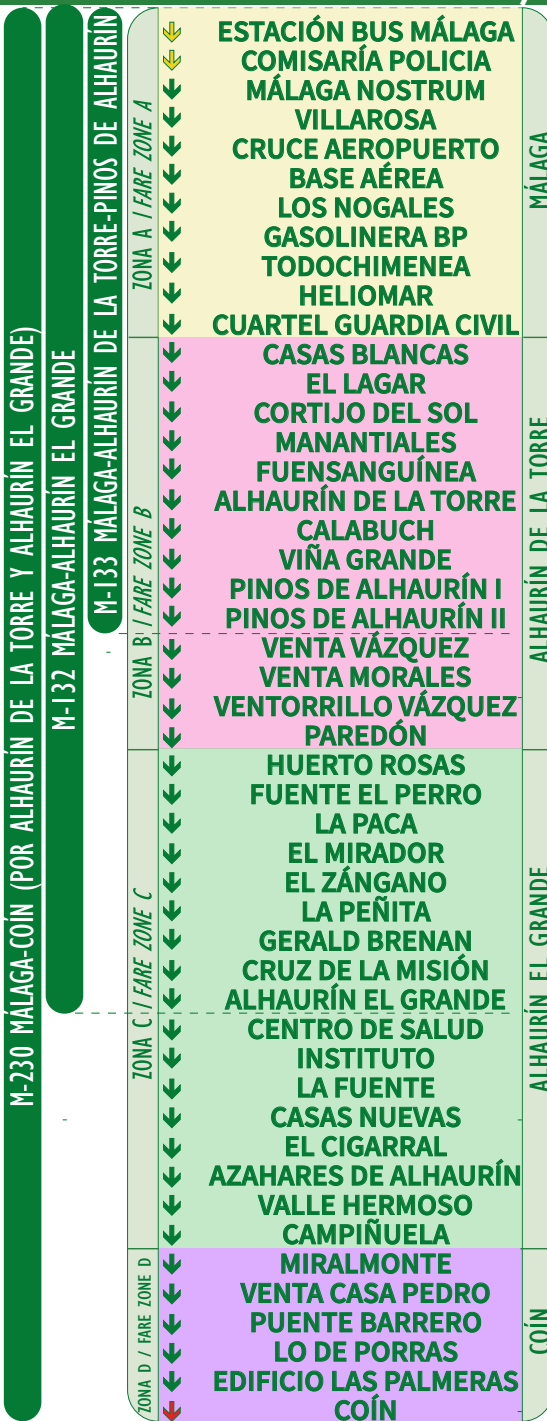 M-230 MÁLAGA-COÍN (POR ALHAURÍN DE LA TORRE Y ALHAURÍN EL GRANDE)
M-132 MÁLAGA-ALHAURÍN EL GRANDE
M-133 MÁLAGA-ALHAURÍN DE LA TORRE-PINOS DE ALHAURÍN
ZONA A / FARE ZONE A
ESTACIÓN BUS MÁLAGA
COMISARÍA POLICIA
MÁLAGA NOSTRUM
VILLAROSA
CRUCE AEROPUERTO
BASE AÉREA
LOS NOGALES
GASOLINERA BP
TODOCHIMENEA
HELIOMAR
CUARTEL GUARDIA CIVIL
MÁLAGA
ZONA B / FARE ZONE B
CASAS BLANCAS
EL LAGAR
CORTIJO DEL SOL
MANANTIALES
FUENSANGUÍNEA
ALHAURÍN DE LA TORRE
CALABUCH
VIÑA GRANDE
PINOS DE ALHAURÍN I
PINOS DE ALHAURÍN II
VENTA VÁZQUEZ
VENTA MORALES
VENTORRILLO VÁZQUEZ
PAREDÓN
ALHAURÍN DE LA TORRE
ZONA C / FARE ZONE C
HUERTO ROSAS
FUENTE EL PERRO
LA PACA
EL MIRADOR
EL ZÁNGANO
LA PEÑITA
GERALD BRENAN
CRUZ DE LA MISIÓN
ALHAURÍN EL GRANDE
CENTRO DE SALUD
INSTITUTO
LA FUENTE
CASAS NUEVAS
EL CIGARRAL
AZAHARES DE ALHAURÍN
VALLE HERMOSO
CAMPIÑUELA
ALHAURÍN EL GRANDE
ZONA D / FARE ZONE D
MIRALMONTE
VENTA CASA PEDRO
PUENTE BARRERO
LO DE PORRAS
EDIFICIO LAS PALMERAS
COÍN
COÍN